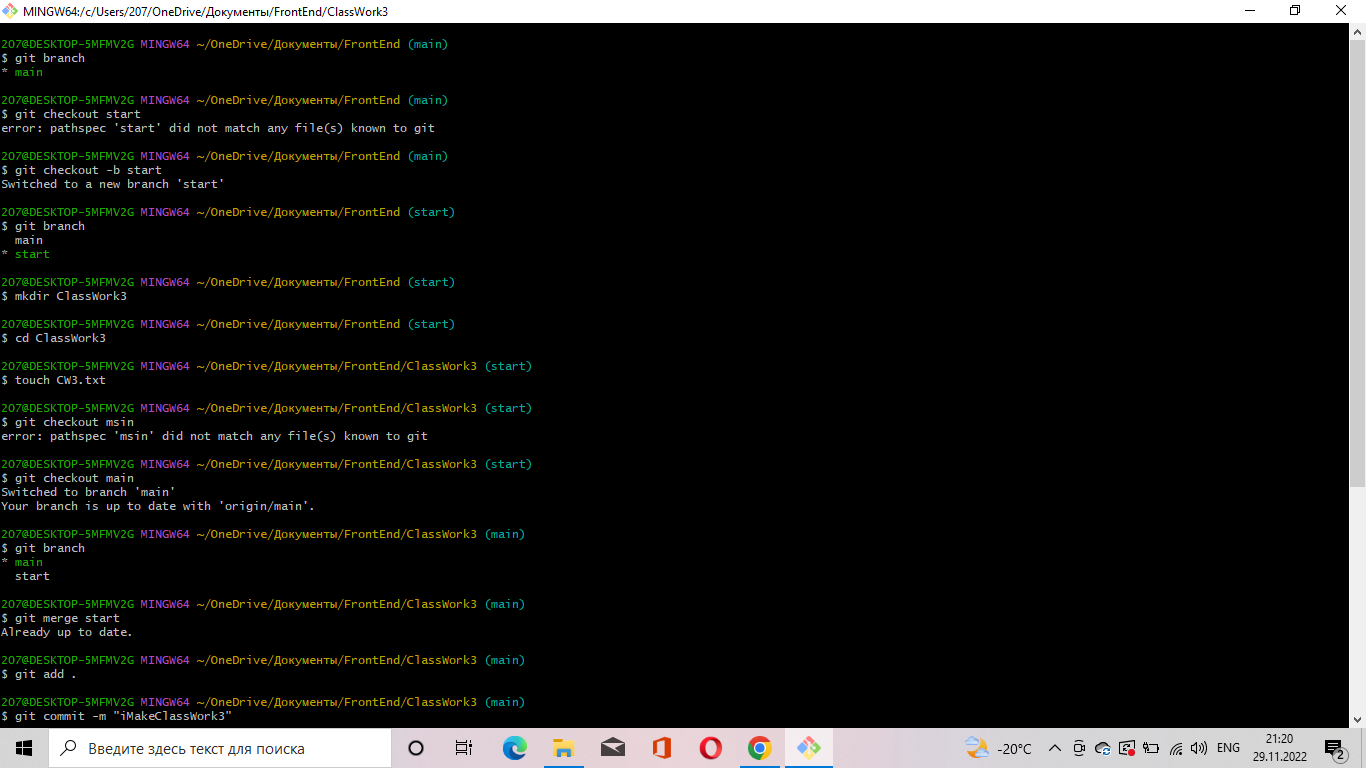 MINGW64:/c/Users/207/OneDrive/Документы/FrontEnd/ClassWork3
207@DESKTOP-5MFMV2G MINGW64 ~/OneDrive/Документы/FrontEnd (main)
$ git branch
* main
207@DESKTOP-5MFMV2G MINGW64 ~/OneDrive/Документы/FrontEnd (main)
$ git checkout start
error: pathspec 'start' did not match any file(s) known to git
207@DESKTOP-5MFMV2G MINGW64 ~/OneDrive/Документы/FrontEnd (main)
$ git checkout -b start
Switched to a new branch 'start'
207@DESKTOP-5MFMV2G MINGW64 ~/OneDrive/Документы/FrontEnd (start)
$ git branch
main
* start
207@DESKTOP-5MFMV2G MINGW64 ~/OneDrive/Документы/FrontEnd (start)
$ mkdir ClassWork3
207@DESKTOP-5MFMV2G MINGW64 ~/OneDrive/Документы/FrontEnd (start)
$ cd ClassWork3
207@DESKTOP-5MFMV2G MINGW64 ~/OneDrive/Документы/FrontEnd/ClassWork3 (start)
$ touch CW3.txt
207@DESKTOP-5MFMV2G MINGW64 ~/OneDrive/Документы/FrontEnd/ClassWork3 (start)
$ git checkout msin
error: pathspec 'msin' did not match any file(s) known to git
207@DESKTOP-5MFMV2G MINGW64 ~/OneDrive/Документы/FrontEnd/ClassWork3 (start)
$ git checkout main
Switched to branch 'main'
Your branch is up to date with 'origin/main'.
207@DESKTOP-5MFMV2G MINGW64 ~/OneDrive/Документы/FrontEnd/ClassWork3 (main)
$ git branch
* main
start
207@DESKTOP-5MFMV2G MINGW64 ~/OneDrive/Документы/FrontEnd/ClassWork3 (main)
$ git merge start
Already up to date.
207@DESKTOP-5MFMV2G MINGW64 ~/OneDrive/Документы/FrontEnd/ClassWork3 (main)
$ git add .
207@DESKTOP-5MFMV2G MINGW64 ~/OneDrive/Документы/FrontEnd/ClassWork3 (main)
$ git commit -m "iMakeClassWork3"
Введите здесь текст для поиска
-20°C
ENG
21:20
29.11.2022
2